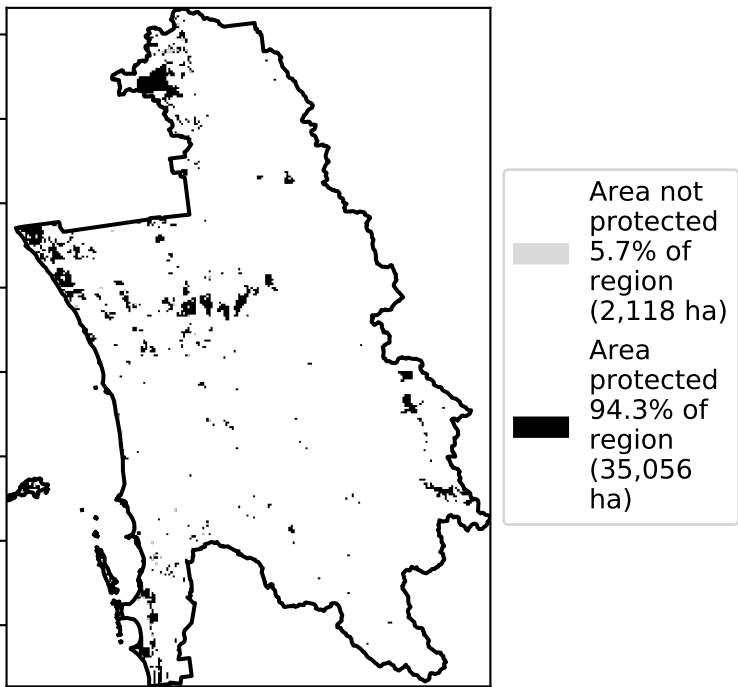 Area not
protected
5.7% of
region
(2,118 ha)
Area
protected
94.3% of
region
(35,056
ha)